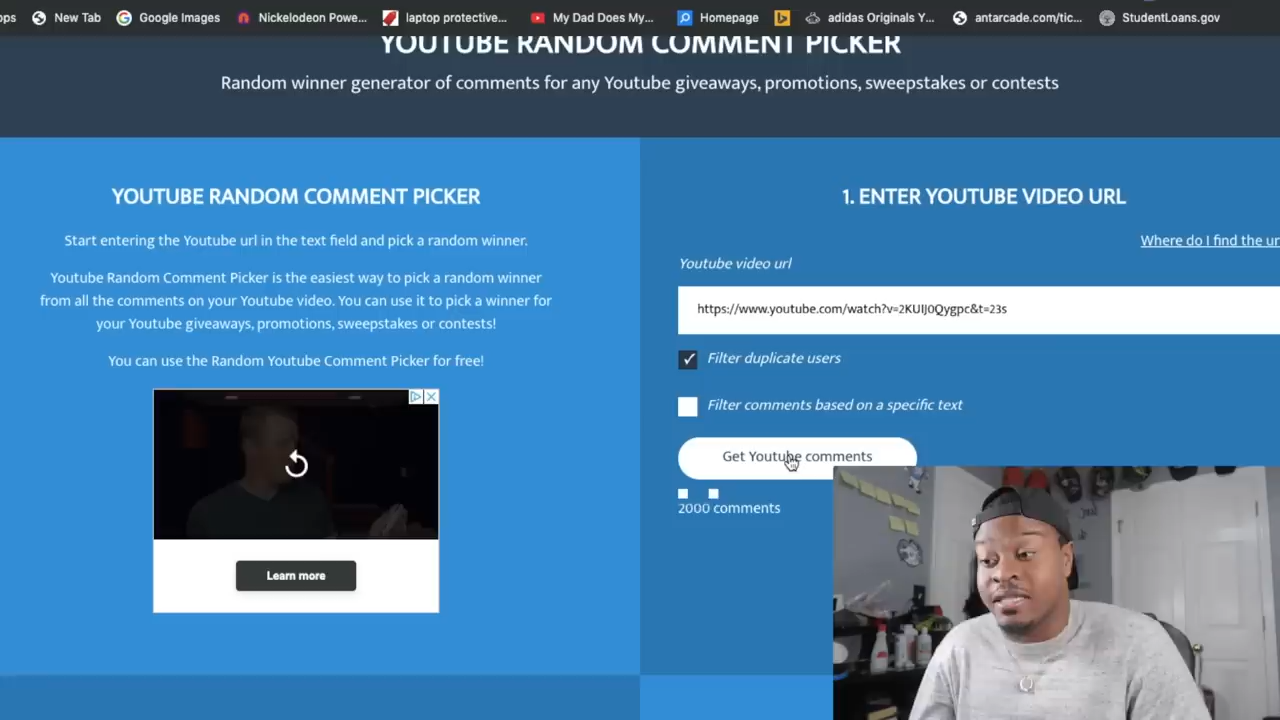 ops New Tab Google Images Nickelodeon Powe... laptop protective... My Dad Does My... Homepage adidas Originals Y... antarcade.com/tic... StudentLoans.gov
YOUTUBE RANDOM COMMENT PICKER
Random winner generator of comments for any Youtube giveaways, promotions, sweepstakes or contests
YOUTUBE RANDOM COMMENT PICKER
Start entering the Youtube url in the text field and pick a random winner.
Youtube Random Comment Picker is the easiest way to pick a random winner
from all the comments on your Youtube video. You can use it to pick a winner for
your Youtube giveaways, promotions, sweepstakes or contests!
You can use the Random Youtube Comment Picker for free!
Learn more
1. ENTER YOUTUBE VIDEO URL
Where do I find the ur
Youtube video url
https://www.youtube.com/watch?v=2KUIJ0Qygpc&t=23s
Filter duplicate users
Filter comments based on a specific text
Get Youtube comments
2000 comments